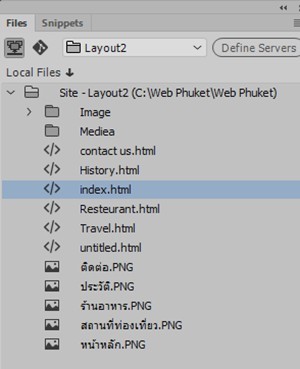 Files Snippets
Layout2 Define Servers
Local Files
Site - Layout2 (C:\Web Phuket\Web Phuket)
Image
Mediea
contact us.html
History.html
index.html
Resteurant.html
Travel.html
untitled.html
ติดต่อ.PNG
ประวัติ.PNG
ร้านอาหาร.PNG
สถานที่ท่องเที่ยว.PNG
หน้าหลัก.PNG